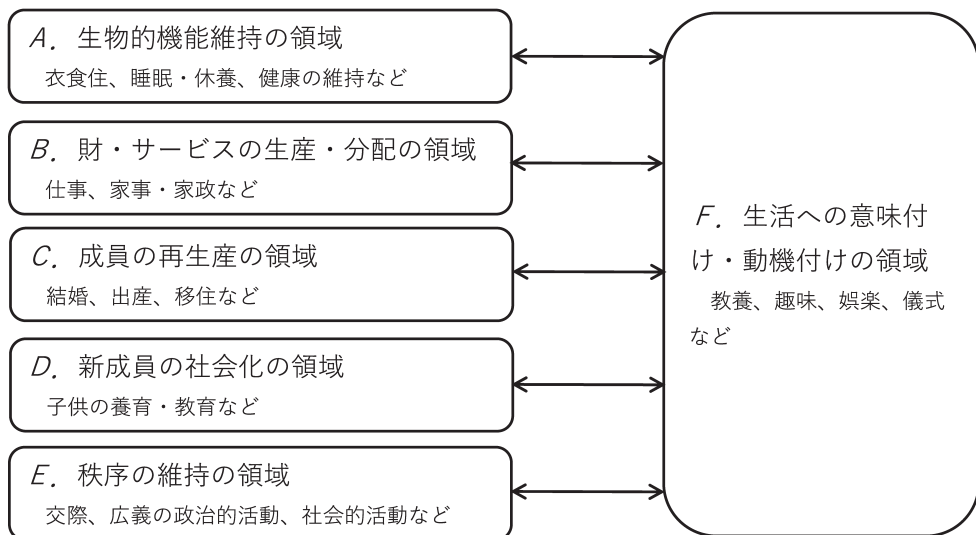 A. 生物的機能維持の領域
衣食住、睡眠・休養、健康の維持など
B. 財・サービスの生産・分配の領域
仕事、家事・家政など
C. 成員の再生産の領域
結婚、出産、移住など
D. 新成員の社会化の領域
子供の養育・教育など
E. 秩序の維持の領域
交際、広義の政治的活動、社会的活動など
F. 生活への意味付
け・動機付けの領域
教養、趣味、娯楽、儀式
など